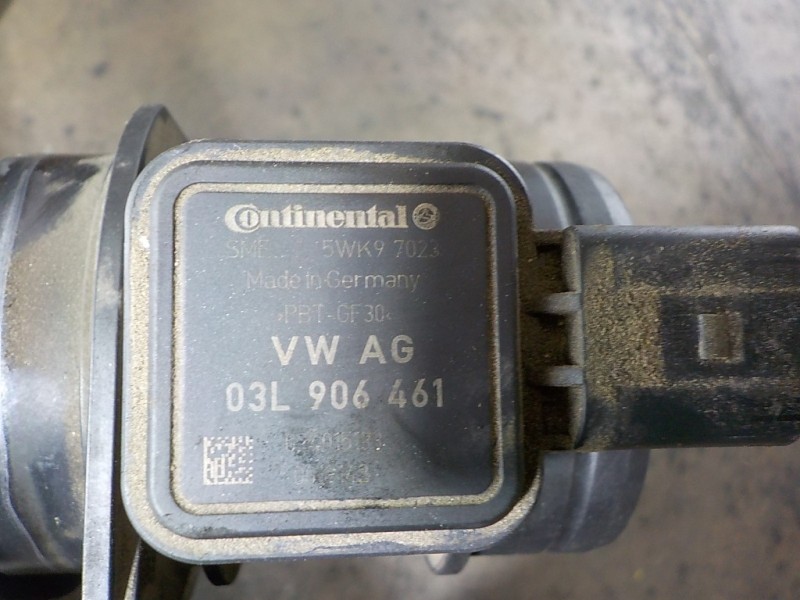 Continental
5WK9 7023
Made in Germany
>PBT-GF30<
VW AG
03L 906 461